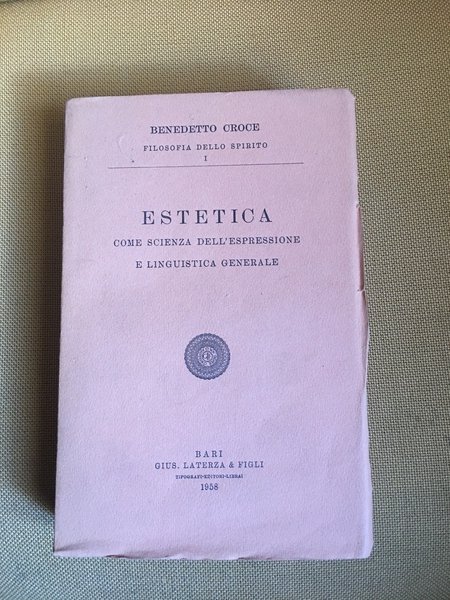 BENEDETTO CROCE
FILOSOFIA DELLO SPIRITO
I
ESTETICA
COME SCIENZA DELL'ESPRESSIONE
E LINGUISTICA GENERALE
BARI
GIUS. LATERZA & FIGLI
TIPOGRAFI-EDITORI-LIBRAI
1958